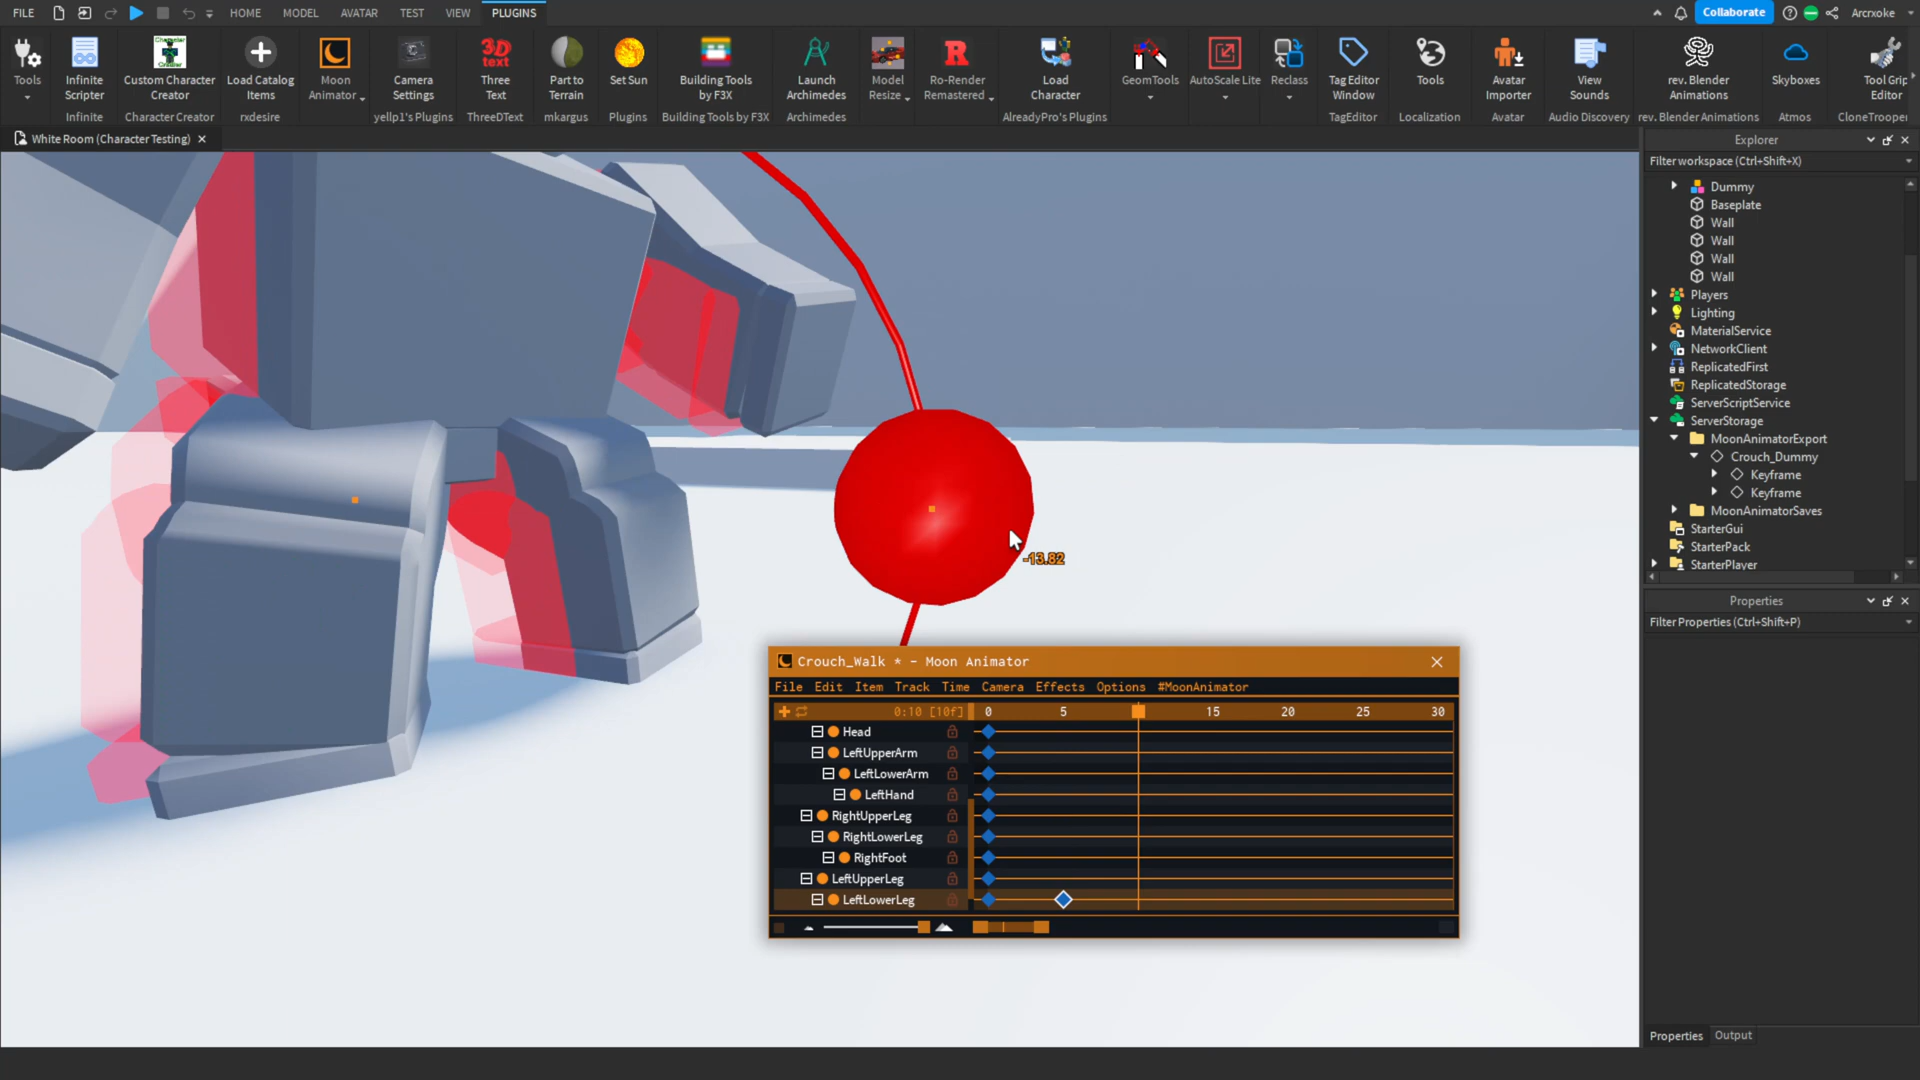 FILE HOME MODEL AVATAR TEST VIEW PLUGINS Collaborate Arcrxoke
Tools
Infinite Scripter
Infinite
Custom Character Creator
Character Creator
Load Catalog Items
rxdesire
Moon Animator
Camera Settings
yellp1's Plugins
3D text
Three Text
ThreeDText
Part to Terrain
mkargus
Set Sun
Plugins
Building Tools by F3X
Building Tools by F3X
Launch Archimedes
Archimedes
Model Resize
Ro-Render Remastered
Load Character
AlreadyPro's Plugins
GeomTools
AutoScale Lite
Reclass
Tag Editor Window
TagEditor
Tools
Localization
Avatar Importer
Avatar
View Sounds
Audio Discovery
rev. Blender Animations
rev. Blender Animations
Skyboxes
Atmos
Tool Grip Editor
CloneTrooper
White Room (Character Testing)
Explorer
Filter workspace (Ctrl+Shift+X)
Dummy
Baseplate
Wall
Wall
Wall
Wall
Players
Lighting
MaterialService
NetworkClient
ReplicatedFirst
ReplicatedStorage
ServerScriptService
ServerStorage
MoonAnimatorExport
Crouch_Dummy
Keyframe
Keyframe
MoonAnimatorSaves
StarterGui
StarterPack
StarterPlayer
Properties
Filter Properties (Ctrl+Shift+P)
Properties Output
-13.82
Crouch_Walk * - Moon Animator
File Edit Item Track Time Camera Effects Options #MoonAnimator
0:10 [10f] 0 5 15 20 25 30
Head
LeftUpperArm
LeftLowerArm
LeftHand
RightUpperLeg
RightLowerLeg
RightFoot
LeftUpperLeg
LeftLowerLeg